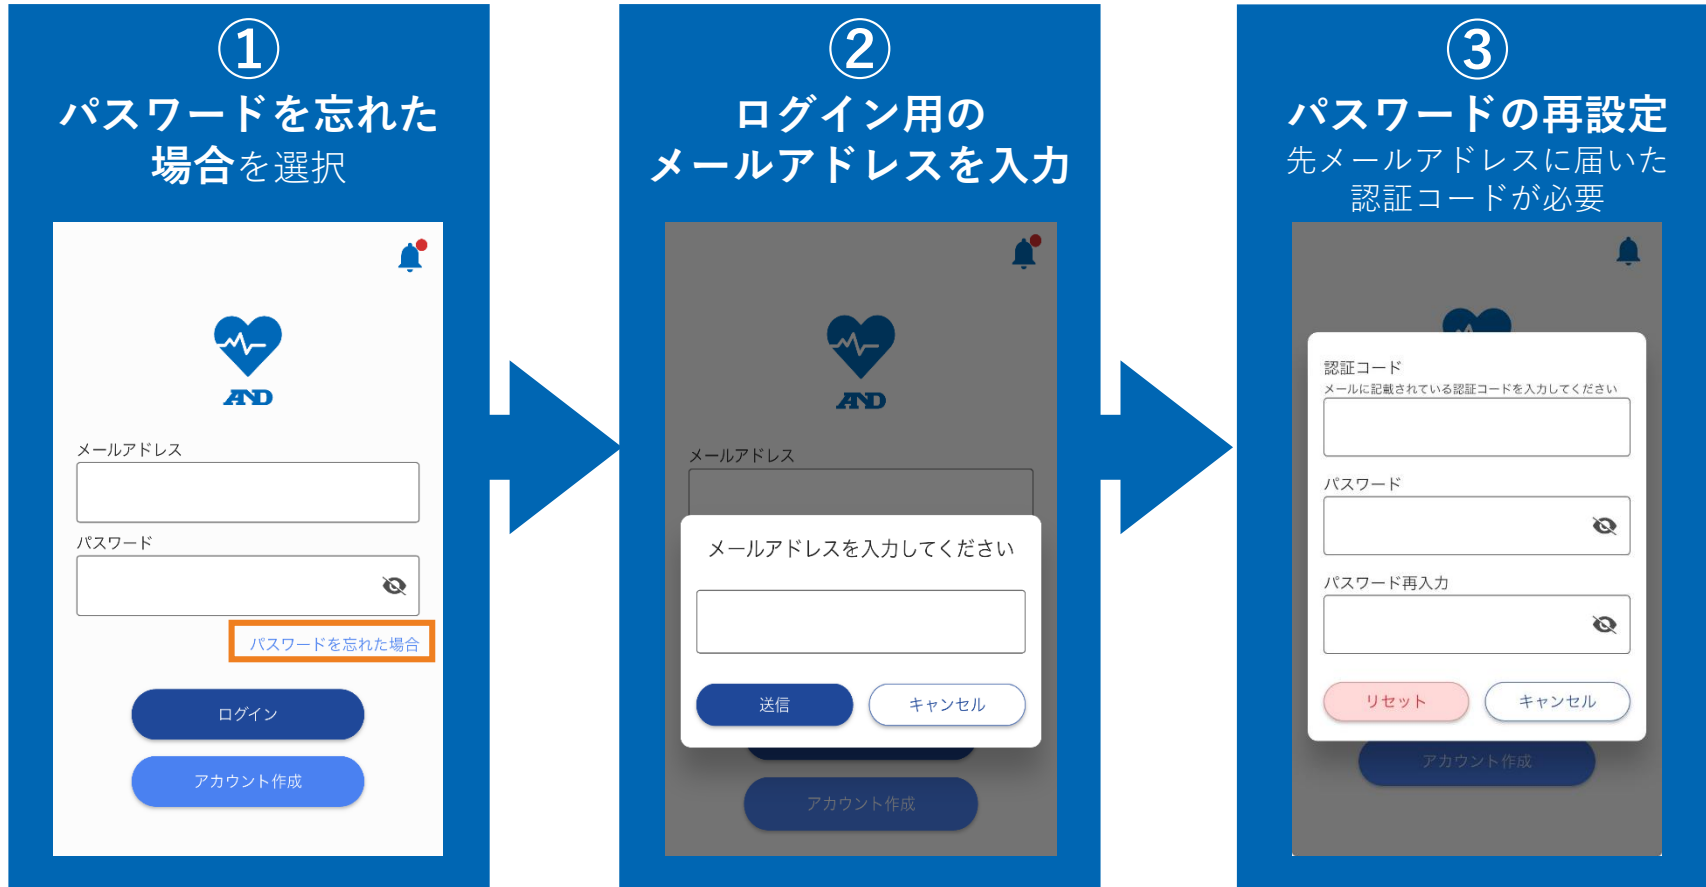 ①
パスワードを忘れた
場合を選択
AND
メールアドレス
パスワード
パスワードを忘れた場合
ログイン
アカウント作成
②
ログイン用の
メールアドレスを入力
AND
メールアドレス
メールアドレスを入力してください
送信
キャンセル
アカウント作成
③
パスワードの再設定
先メールアドレスに届いた
認証コードが必要
認証コード
メールに記載されている認証コードを入力してください
パスワード
パスワード再入力
リセット
キャンセル
アカウント作成